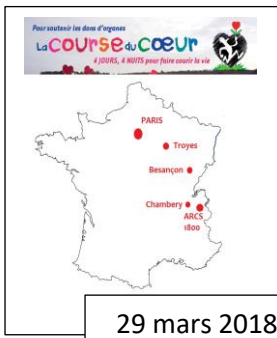 Pour soutenir les dons d'organes
La COURSE du CŒUR
4 JOURS, 4 NUITS pour faire courir la vie
PARIS
Troyes
Besançon
Chambery
ARCS
1800
29 mars 2018